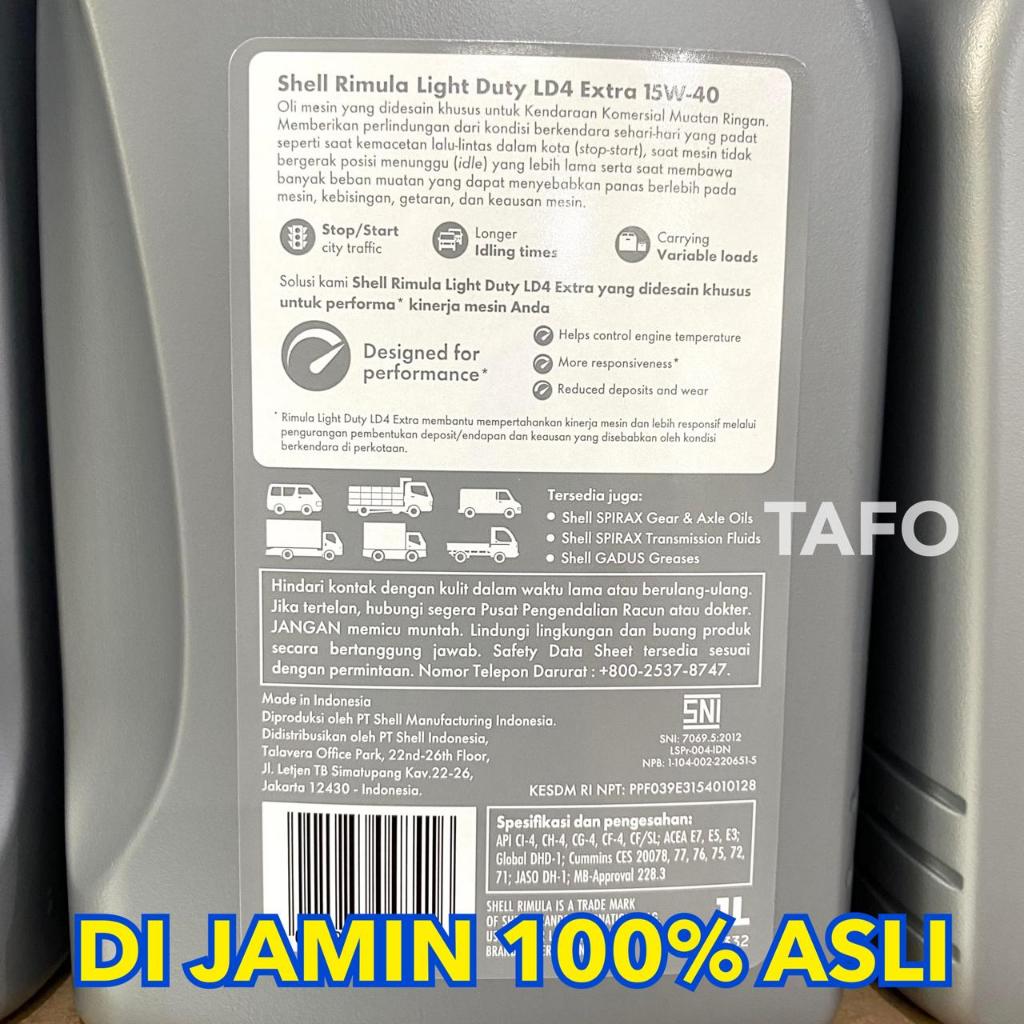 Shell Rimula Light Duty LD4 Extra 15W-40
Oli mesin yang didesain khusus untuk Kendaraan Komersial Muatan Ringan.
Memberikan perlindungan dari kondisi berkendara sehari-hari yang padat
seperti saat kemacetan lalu-lintas dalam kota (stop-start), saat mesin tidak
bergerak posisi menunggu (idle) yang lebih lama serta saat membawa
banyak beban muatan yang dapat menyebabkan panas berlebih pada
mesin, kebisingan, getaran, dan keausan mesin.
Stop/Start
city traffic
Longer
Idling times
Carrying
Variable loads
Solusi kami Shell Rimula Light Duty LD4 Extra yang didesain khusus
untuk performa* kinerja mesin Anda
Designed for
performance*
Helps control engine temperature
More responsiveness*
Reduced deposits and wear
* Rimula Light Duty LD4 Extra membantu mempertahankan kinerja mesin dan lebih responsif melalui
pengurangan pembentukan deposit/endapan dan keausan yang disebabkan oleh kondisi
berkendara di perkotaan.
Tersedia juga:
• Shell SPIRAX Gear & Axle Oils
• Shell SPIRAX Transmission Fluids
• Shell GADUS Greases
TAFO
Hindari kontak dengan kulit dalam waktu lama atau berulang-ulang.
Jika tertelan, hubungi segera Pusat Pengendalian Racun atau dokter.
JANGAN memicu muntah. Lindungi lingkungan dan buang produk
secara bertanggung jawab. Safety Data Sheet tersedia sesuai
dengan permintaan. Nomor Telepon Darurat : +800-2537-8747.
Made in Indonesia
Diproduksi oleh PT Shell Manufacturing Indonesia.
Didistribusikan oleh PT Shell Indonesia,
Talavera Office Park, 22nd-26th Floor,
Jl. Letjen TB Simatupang Kav.22-26,
Jakarta 12430 - Indonesia.
SNI
SNI: 7069.5:2012
LSPr-004-IDN
NPB: 1-104-002-220651-5
KESDM RI NPT: PPF039E3154010128
Spesifikasi dan pengesahan:
API CI-4, CH-4, CG-4, CF-4, CF/SL; ACEA E7, E5, E3;
Global DHD-1; Cummins CES 20078, 77, 76, 75, 72,
71; JASO DH-1; MB-Approval 228.3
SHELL RIMULA IS A TRADE MARK
OF
1L
DI JAMIN 100% ASLI